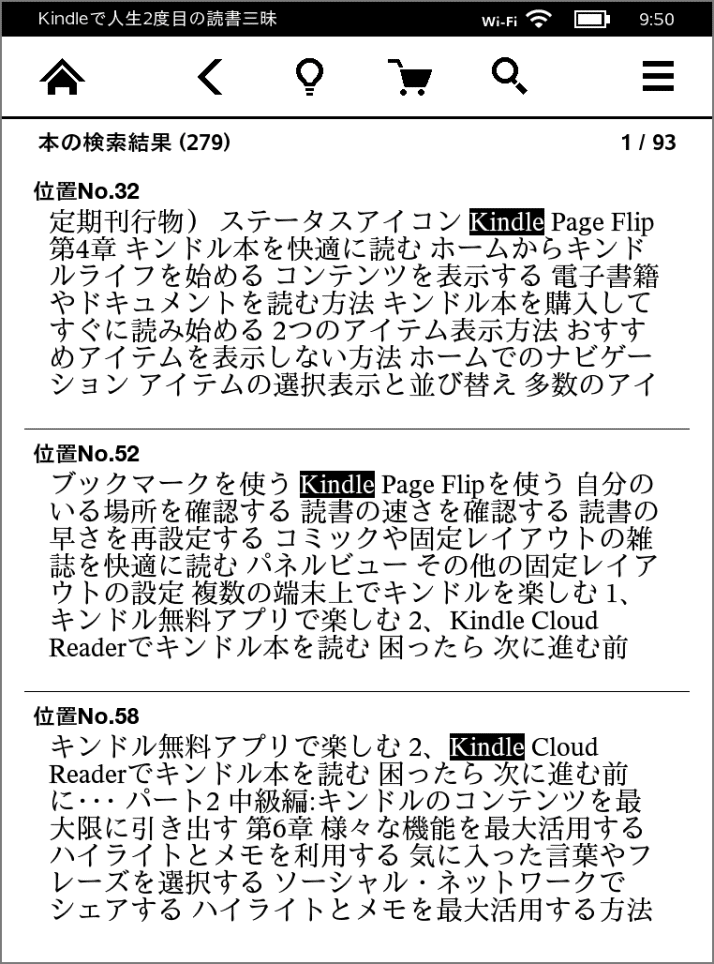 Kindleで人生2度目の読書三昧
Wi-Fi
9:50
本の検索結果 (279)
1 / 93
位置No.32
定期刊行物） ステータスアイコン Kindle Page Flip
第4章 キンドル本を快適に読む ホームからキンド
ルライフを始める コンテンツを表示する 電子書籍
やドキュメントを読む方法 キンドル本を購入して
すぐに読み始める 2つのアイテム表示方法 おすす
めアイテムを表示しない方法 ホームでのナビゲー
ション アイテムの選択表示と並び替え 多数のアイ
位置No.52
ブックマークを使う Kindle Page Flipを使う 自分の
いる場所を確認する 読書の速さを確認する 読書の
早さを再設定する コミックや固定レイアウトの雑
誌を快適に読む パネルビュー その他の固定レイア
ウトの設定 複数の端末上でキンドルを楽しむ 1、
キンドル無料アプリで楽しむ 2、Kindle Cloud
Readerでキンドル本を読む 困ったら 次に進む前
位置No.58
キンドル無料アプリで楽しむ 2、Kindle Cloud
Readerでキンドル本を読む 困ったら 次に進む前
に･･･ パート2 中級編:キンドルのコンテンツを最
大限に引き出す 第6章 様々な機能を最大活用する
ハイライトとメモを利用する 気に入った言葉やフ
レーズを選択する ソーシャル・ネットワークで
シェアする ハイライトとメモを最大活用する方法